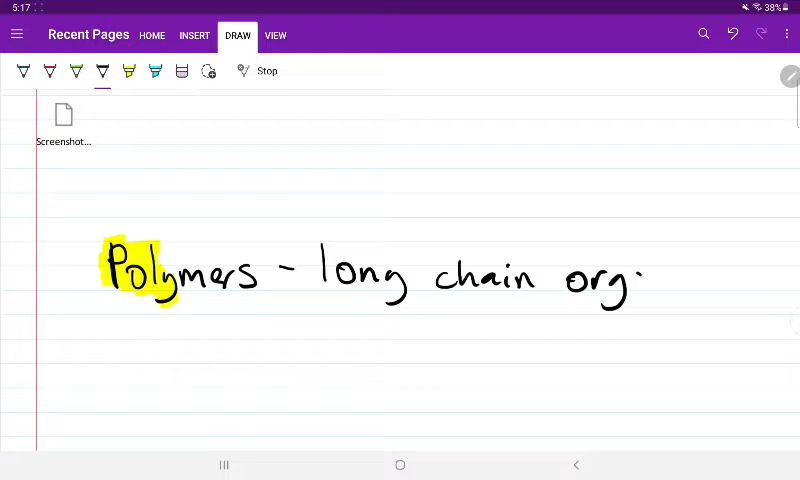 5:17 38%
Recent Pages HOME INSERT DRAW VIEW
Stop
Screenshot...
Polymers - long chain org.